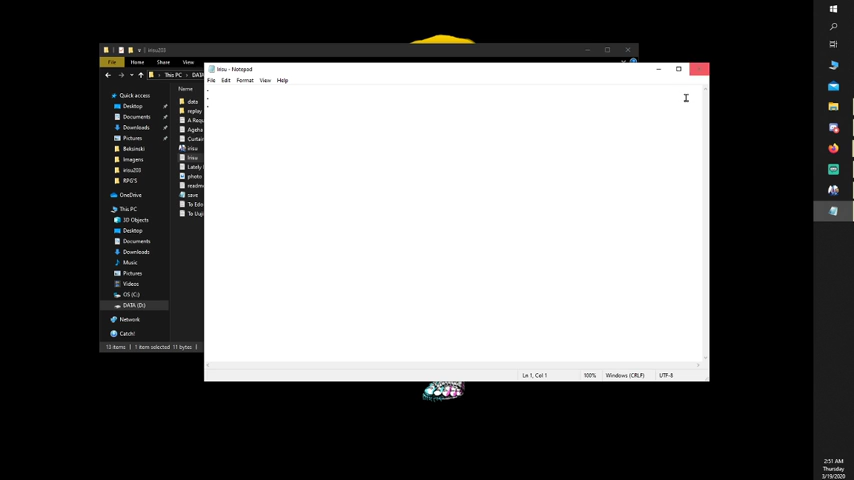 irisu203
File
Home
Share
View
This PC
DATA
Name
Quick access
Desktop
Documents
Downloads
Pictures
Beksinski
Imagens
irisu203
RPG'S
OneDrive
This PC
3D Objects
Desktop
Documents
Downloads
Music
Pictures
Videos
OS (C:)
DATA (D:)
Network
Catch!
data
replay
A Requ
Ageha
Curtain
irisu
Irisu
Lately I
photo
readme
save
To Edo
To Uuji
13 items
1 item selected
11 bytes
Irisu - Notepad
File
Edit
Format
View
Help
.
.
.
Ln 1, Col 1
100%
Windows (CRLF)
UTF-8
2:51 AM
Thursday
3/19/2020